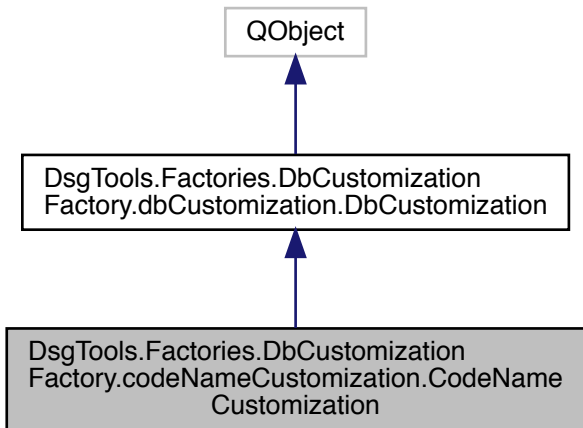 QObject
DsgTools.Factories.DbCustomization
Factory.dbCustomization.DbCustomization
DsgTools.Factories.DbCustomization
Factory.codeNameCustomization.CodeName
Customization